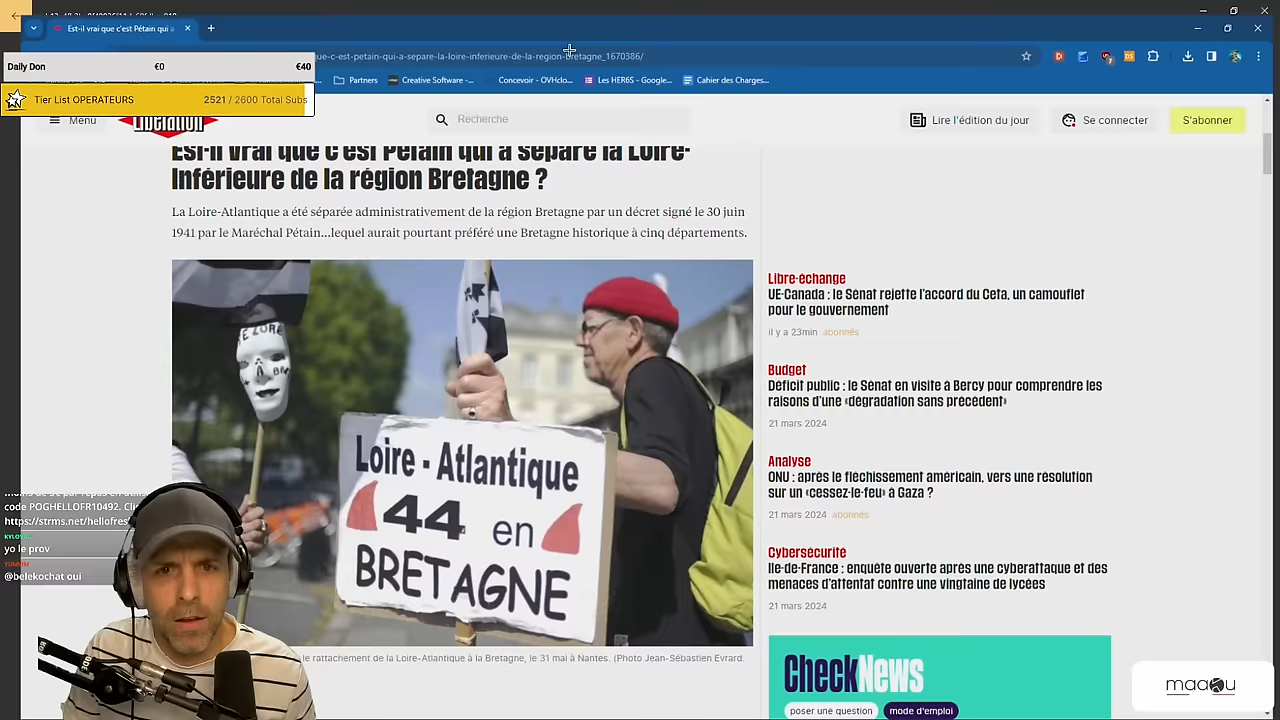 Est-il vrai que c'est Pétain qui a
que-c-est-petain-qui-a-separe-la-loire-inferieure-de-la-region-bretagne_1670386/
Daily Don €0 €40
Partners
Creative Software -...
Concevoir - OVHclo...
Les HER6S - Google...
Cahier des Charges...
Tier List OPERATEURS 2521 / 2600 Total Subs
Menu
Libération
Recherche
Lire l'édition du jour
Se connecter
S'abonner
Est-il vrai que c'est Pétain qui a séparé la Loire-
Inférieure de la région Bretagne ?
La Loire-Atlantique a été séparée administrativement de la région Bretagne par un décret signé le 30 juin
1941 par le Maréchal Pétain...lequel aurait pourtant préféré une Bretagne historique à cinq départements.
Loire - Atlantique
44 en
BRETAGNE
le rattachement de la Loire-Atlantique à la Bretagne, le 31 mai à Nantes. (Photo Jean-Sébastien Evrard.
Libre-échange
UE-Canada : le Sénat rejette l'accord du Ceta, un camouflet
pour le gouvernement
il y a 23min abonnés
Budget
Déficit public : le Sénat en visite à Bercy pour comprendre les
raisons d'une «dégradation sans précédent»
21 mars 2024
Analyse
ONU : après le fléchissement américain, vers une résolution
sur un «cessez-le-feu» à Gaza ?
21 mars 2024 abonnés
Cybersécurité
Ile-de-France : enquête ouverte après une cyberattaque et des
menaces d'attentat contre une vingtaine de lycées
21 mars 2024
CheckNews
poser une question
mode d'emploi
code POGHELLOFR10492. Cli
https://strms.net/hellofres
yo le prov
@belekochat oui
maaou